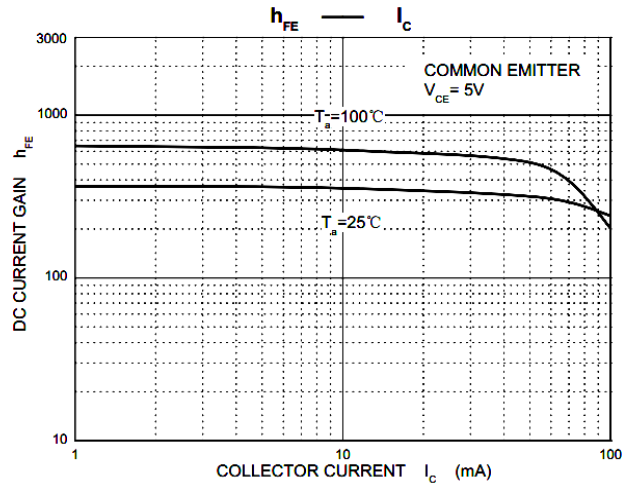 hFE — IC
3000
1000
100
10
DC CURRENT GAIN hFE
COMMON EMITTER
VCE= 5V
Ta=100℃
Ta=25℃
1
10
100
COLLECTOR CURRENT IC (mA)